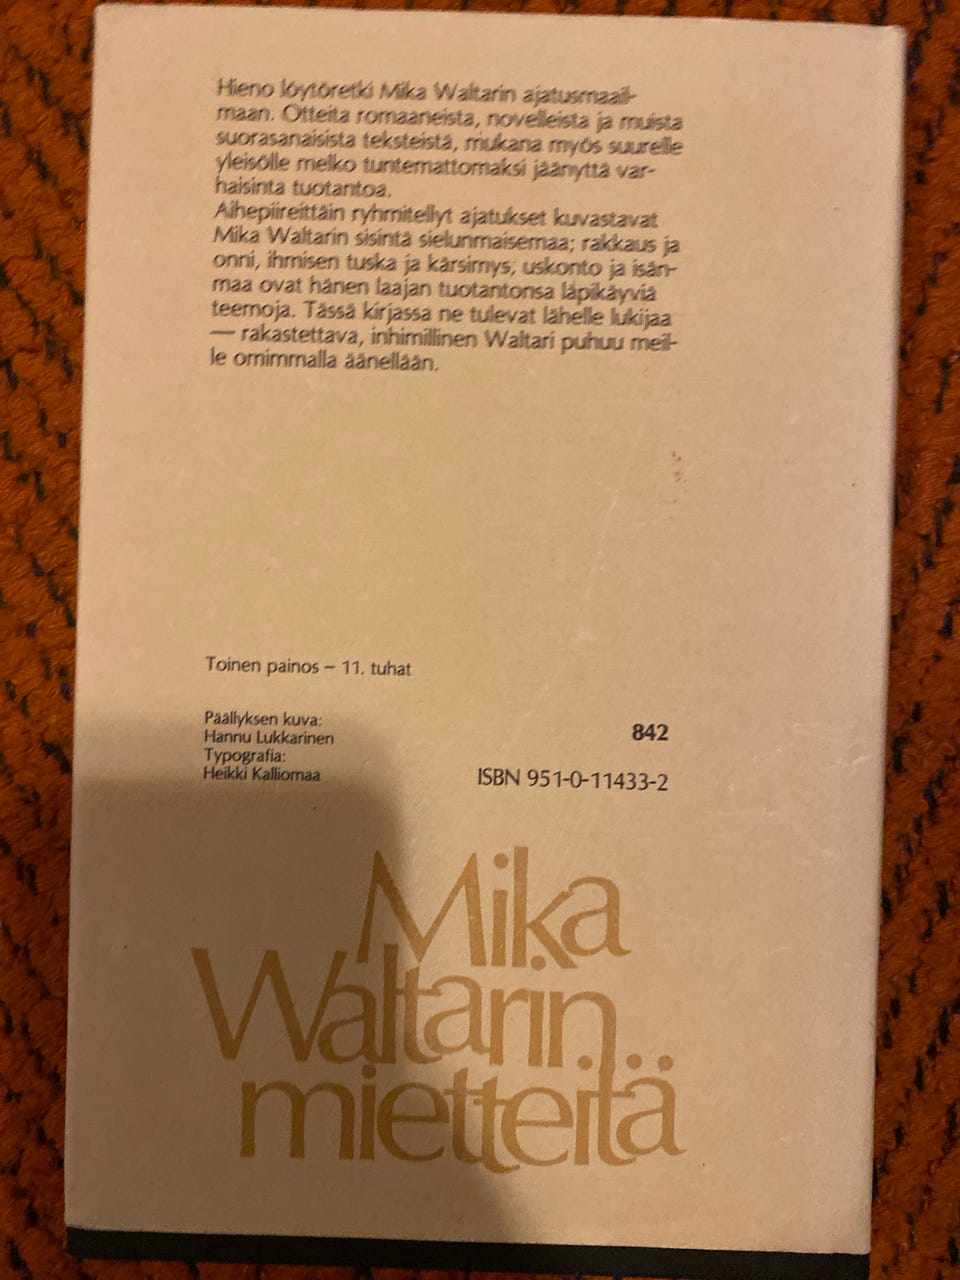 Hieno löytöretki Mika Waltarin ajatusmaail-
maan. Otteita romaaneista, novelleista ja muista
suorasanaisista teksteistä, mukana myös suurelle
yleisölle melko tuntemattomaksi jäänyttä var-
haisinta tuotantoa.
Aihepiireittäin ryhmitellyt ajatukset kuvastavat
Mika Waltarin sisintä sielunmaisemaa; rakkaus ja
onni, ihmisen tuska ja kärsimys, uskonto ja isän-
maa ovat hänen laajan tuotantonsa läpikäyviä
teemoja. Tässä kirjassa ne tulevat lähelle lukijaa
— rakastettava, inhimillinen Waltari puhuu meil-
le omimmalla äänellään.
Toinen painos – 11. tuhat
Päällyksen kuva:
Hannu Lukkarinen
Typografia:
Heikki Kalliomaa
842
ISBN 951-0-11433-2
Mika
Waltarin
mietteitä